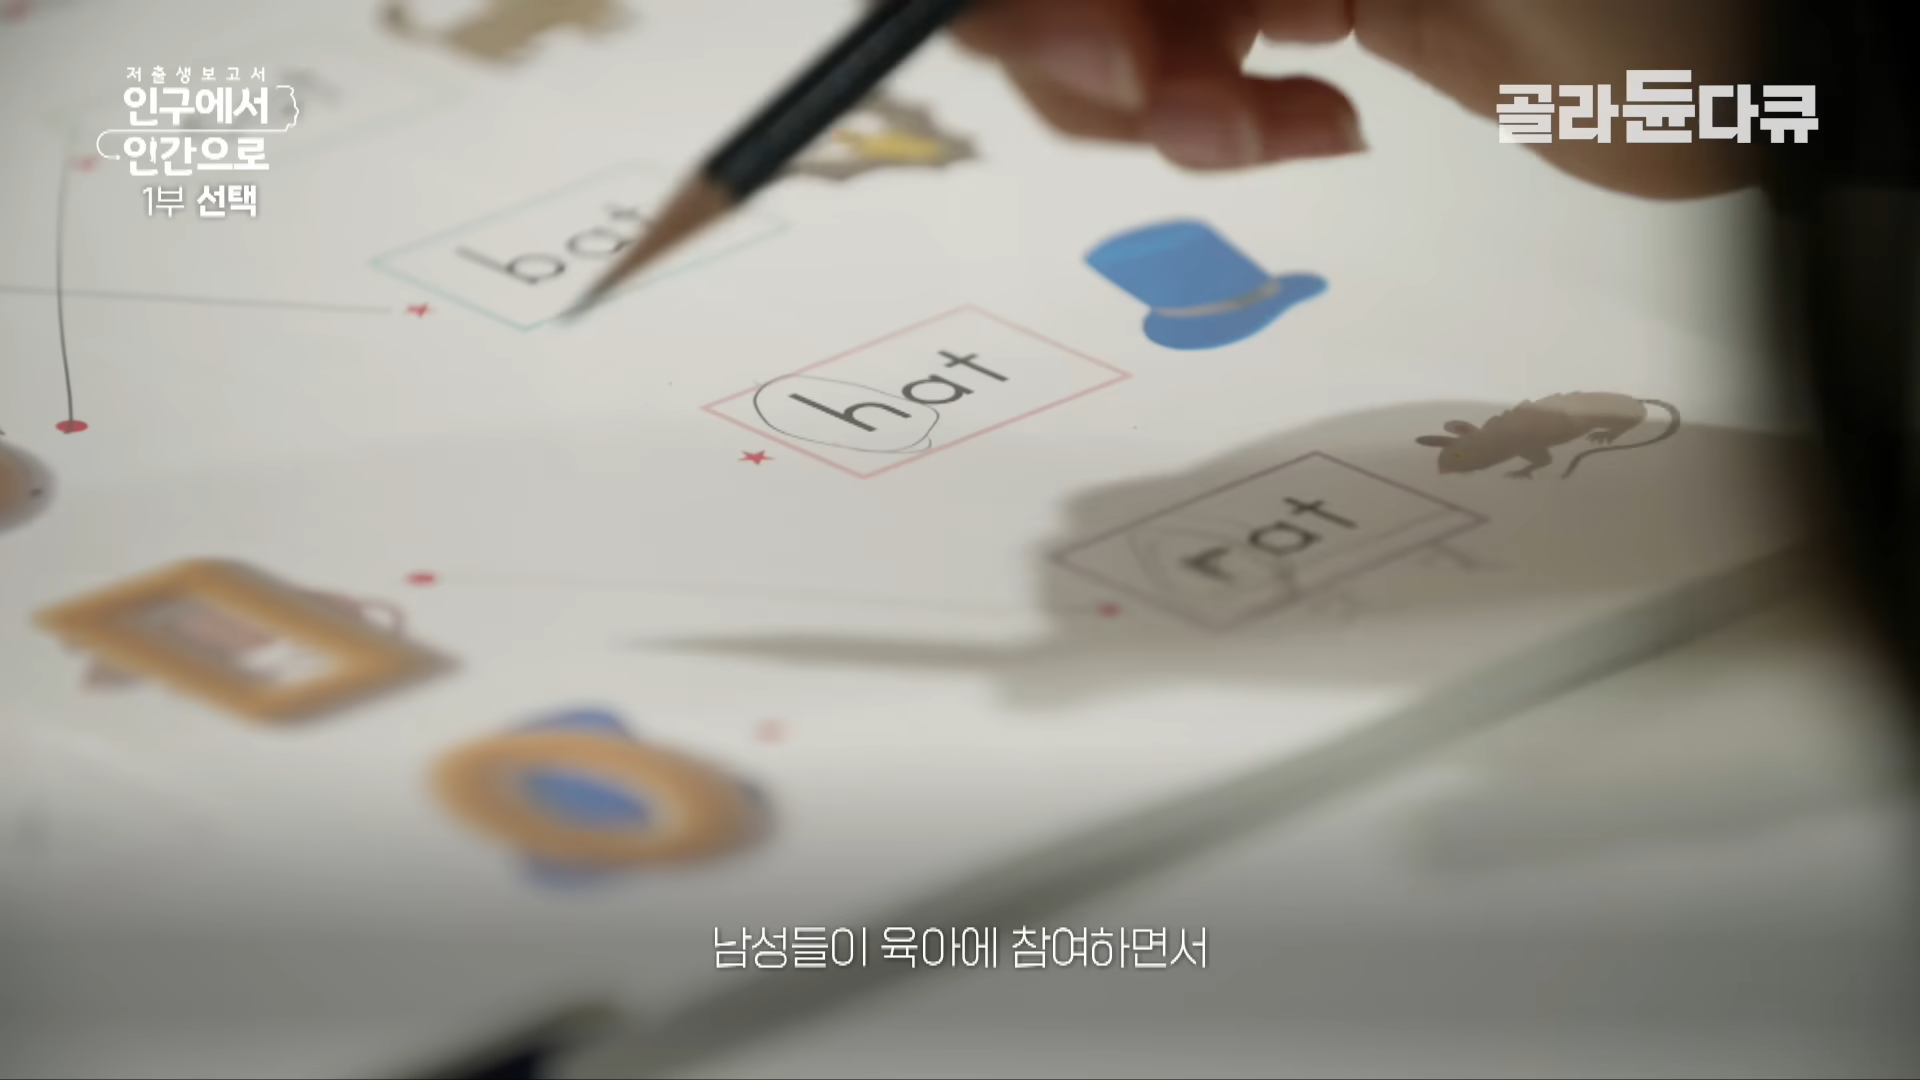 저출생보고서
인구에서
인간으로
1부 선택
골라듄다큐
bat
hat
rat
남성들이 육아에 참여하면서